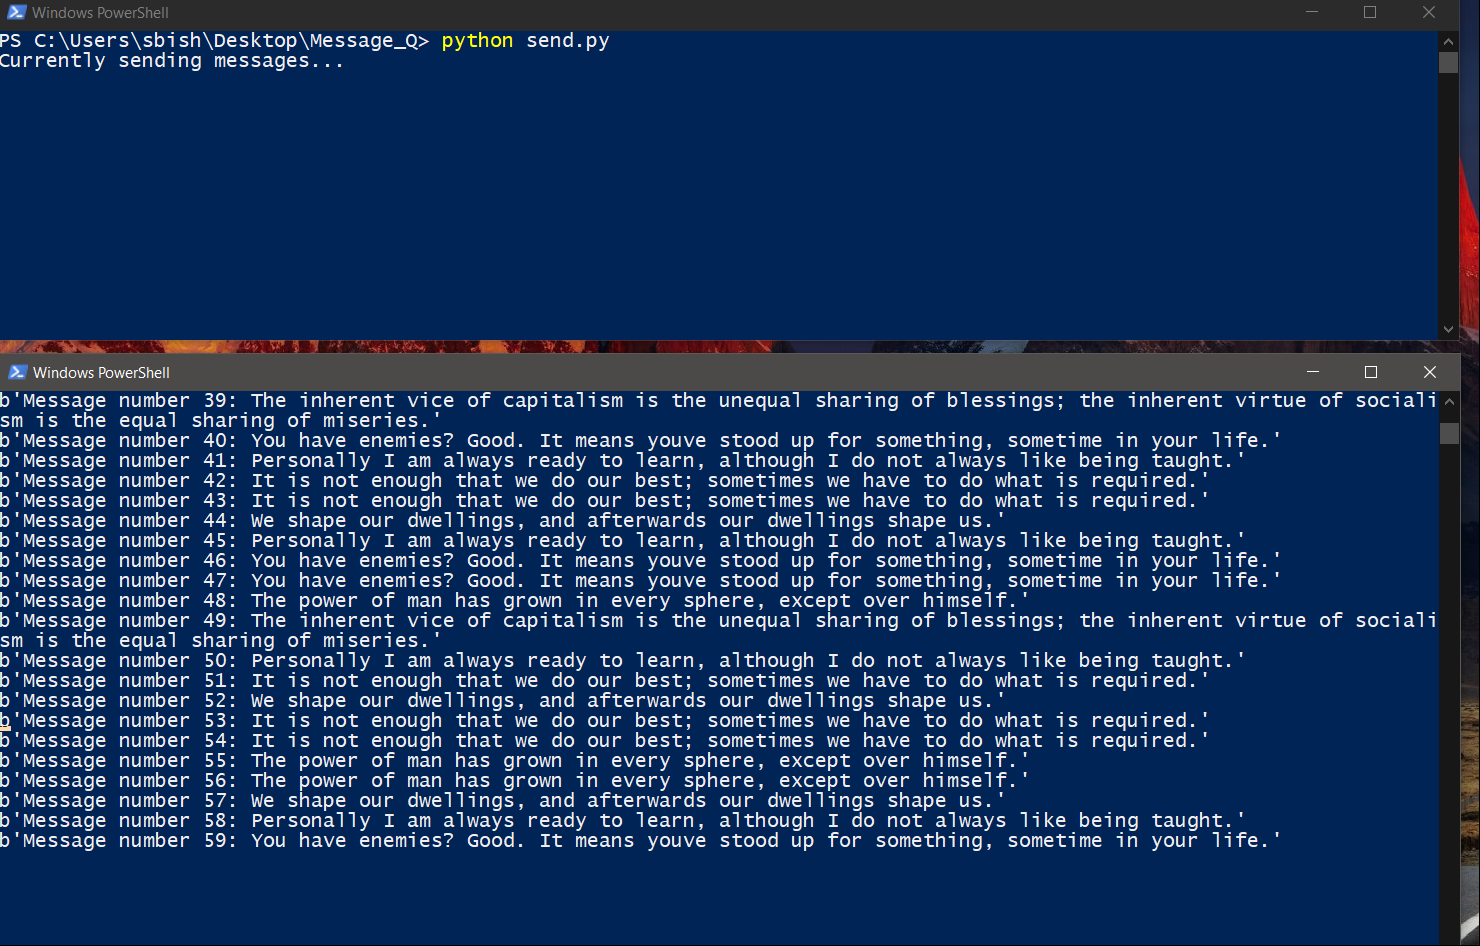 Windows PowerShell
PS C:\Users\sbish\Desktop\Message_Q> python send.py
Currently sending messages...
Windows PowerShell
b'Message number 39: The inherent vice of capitalism is the unequal sharing of blessings; the inherent virtue of sociali
sm is the equal sharing of miseries.'
b'Message number 40: You have enemies? Good. It means youve stood up for something, sometime in your life.'
b'Message number 41: Personally I am always ready to learn, although I do not always like being taught.'
b'Message number 42: It is not enough that we do our best; sometimes we have to do what is required.'
b'Message number 43: It is not enough that we do our best; sometimes we have to do what is required.'
b'Message number 44: We shape our dwellings, and afterwards our dwellings shape us.'
b'Message number 45: Personally I am always ready to learn, although I do not always like being taught.'
b'Message number 46: You have enemies? Good. It means youve stood up for something, sometime in your life.'
b'Message number 47: You have enemies? Good. It means youve stood up for something, sometime in your life.'
b'Message number 48: The power of man has grown in every sphere, except over himself.'
b'Message number 49: The inherent vice of capitalism is the unequal sharing of blessings; the inherent virtue of sociali
sm is the equal sharing of miseries.'
b'Message number 50: Personally I am always ready to learn, although I do not always like being taught.'
b'Message number 51: It is not enough that we do our best; sometimes we have to do what is required.'
b'Message number 52: We shape our dwellings, and afterwards our dwellings shape us.'
b'Message number 53: It is not enough that we do our best; sometimes we have to do what is required.'
b'Message number 54: It is not enough that we do our best; sometimes we have to do what is required.'
b'Message number 55: The power of man has grown in every sphere, except over himself.'
b'Message number 56: The power of man has grown in every sphere, except over himself.'
b'Message number 57: We shape our dwellings, and afterwards our dwellings shape us.'
b'Message number 58: Personally I am always ready to learn, although I do not always like being taught.'
b'Message number 59: You have enemies? Good. It means youve stood up for something, sometime in your life.'